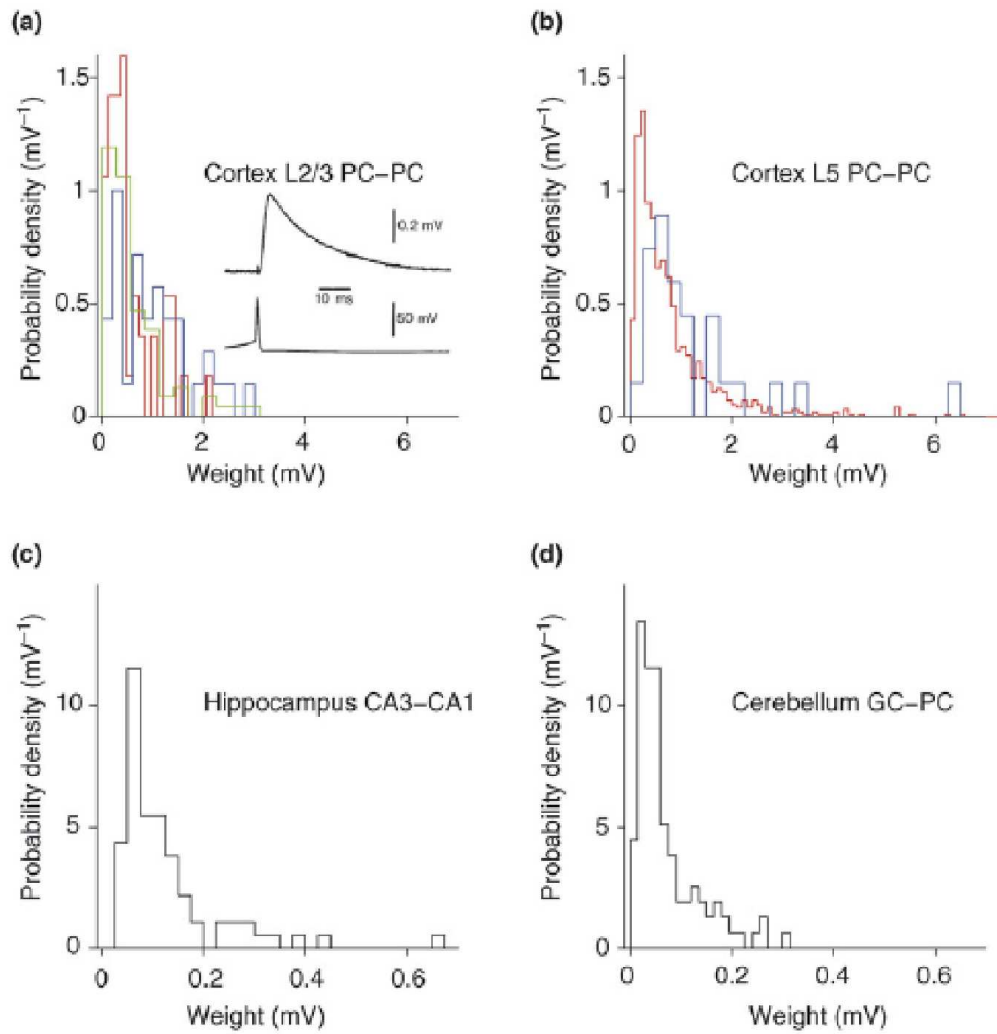 (a)
Probability density (mV⁻¹)
1.5
1
0.5
0
Cortex L2/3 PC–PC
0.2 mV
10 ms
50 mV
0 2 4 6
Weight (mV)
(b)
Probability density (mV⁻¹)
1.5
1
0.5
0
Cortex L5 PC–PC
0 2 4 6
Weight (mV)
(c)
Probability density (mV⁻¹)
10
5
0
Hippocampus CA3–CA1
0 0.2 0.4 0.6
Weight (mV)
(d)
Probability density (mV⁻¹)
10
5
0
Cerebellum GC–PC
0 0.2 0.4 0.6
Weight (mV)